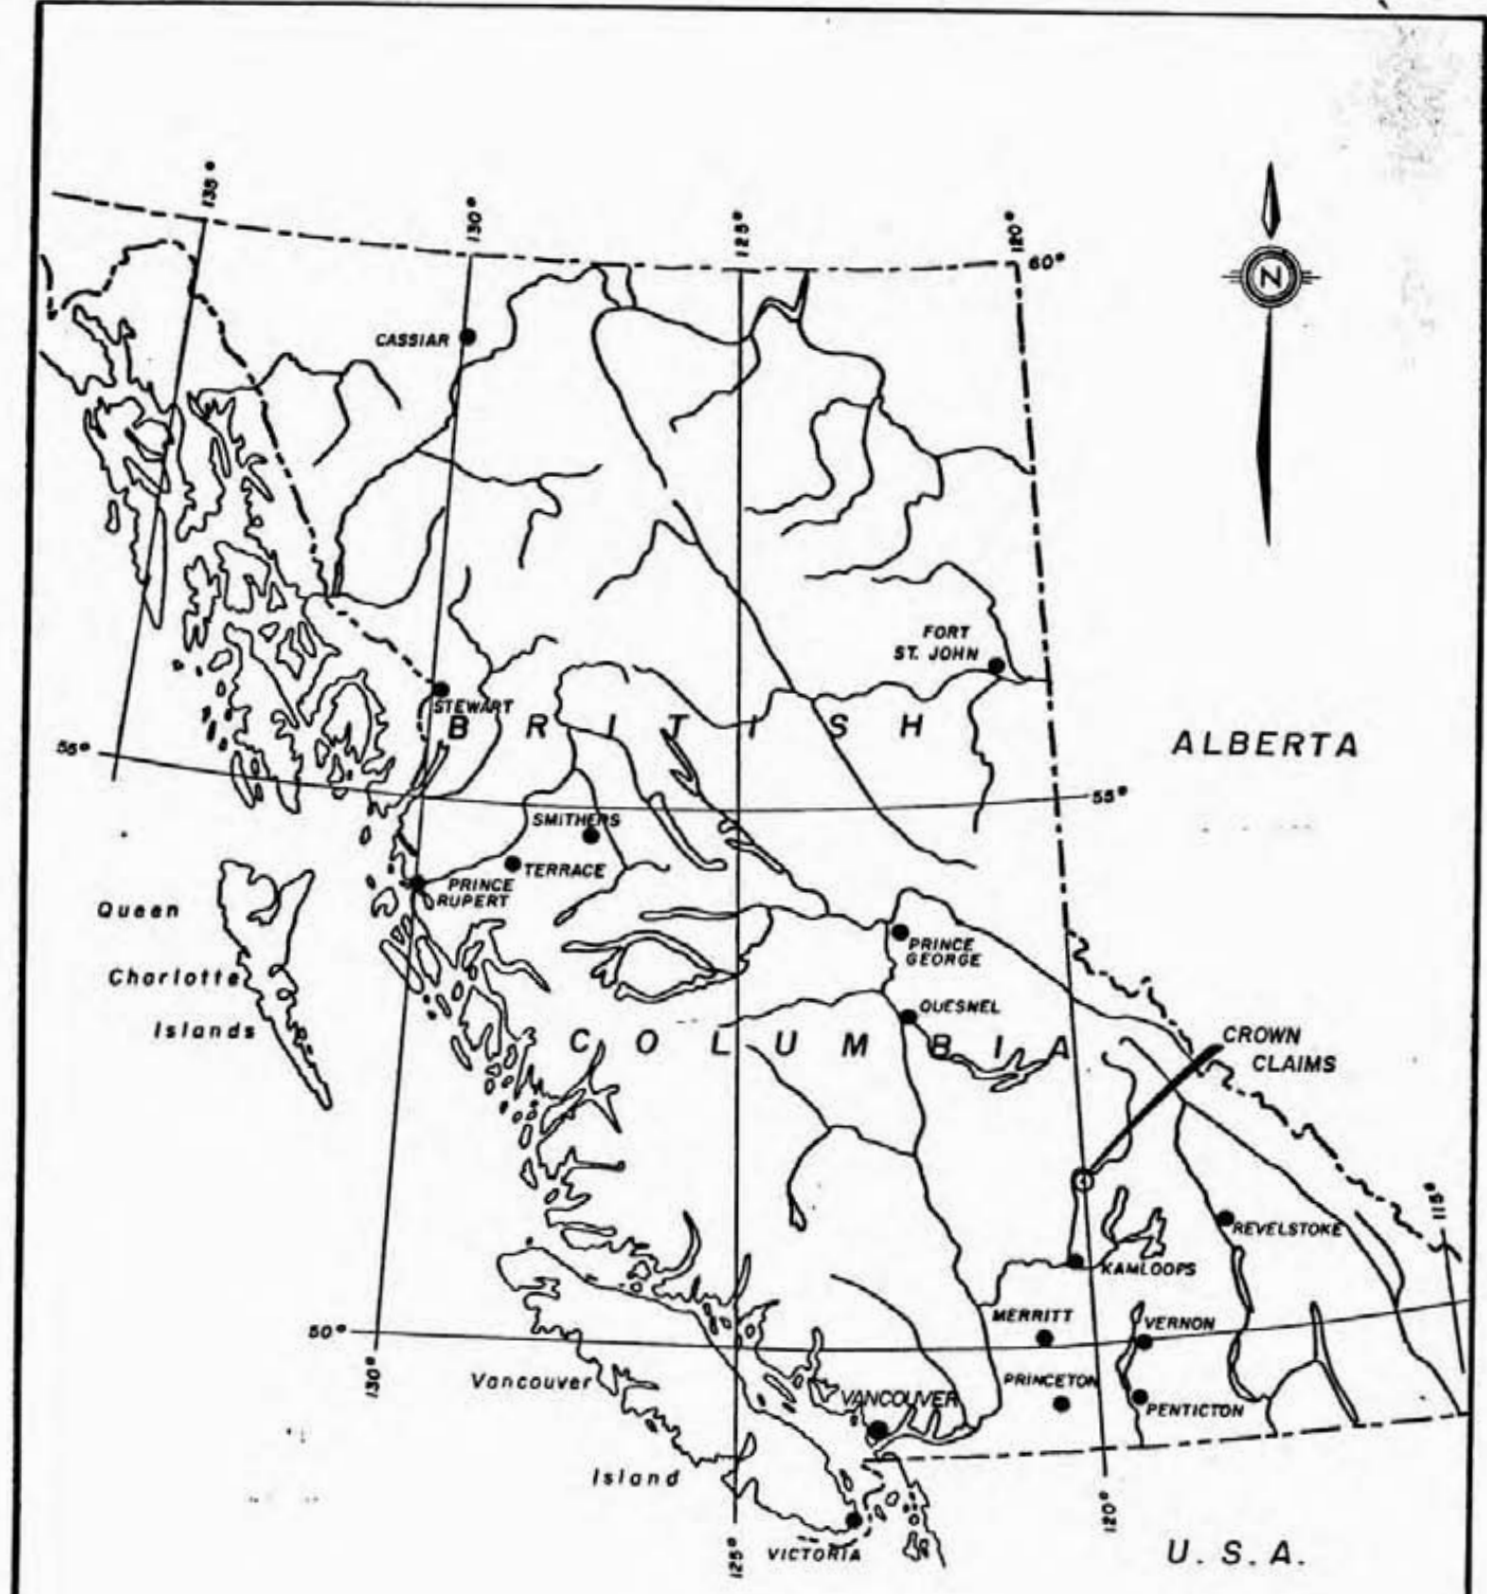 135°
130°
125°
120°
60°
N
CASSIAR
FORT
ST. JOHN
STEWART
BRITISH
ALBERTA
55°
55°
SMITHERS
TERRACE
PRINCE
RUPERT
Queen
Charlotte
Islands
PRINCE
GEORGE
QUESNEL
COLUMBIA
CROWN
CLAIMS
115°
REVELSTOKE
KAMLOOPS
MERRITT
VERNON
50°
130°
Vancouver
PRINCETON
VANCOUVER
PENTICTON
Island
120°
125°
VICTORIA
U.S.A.